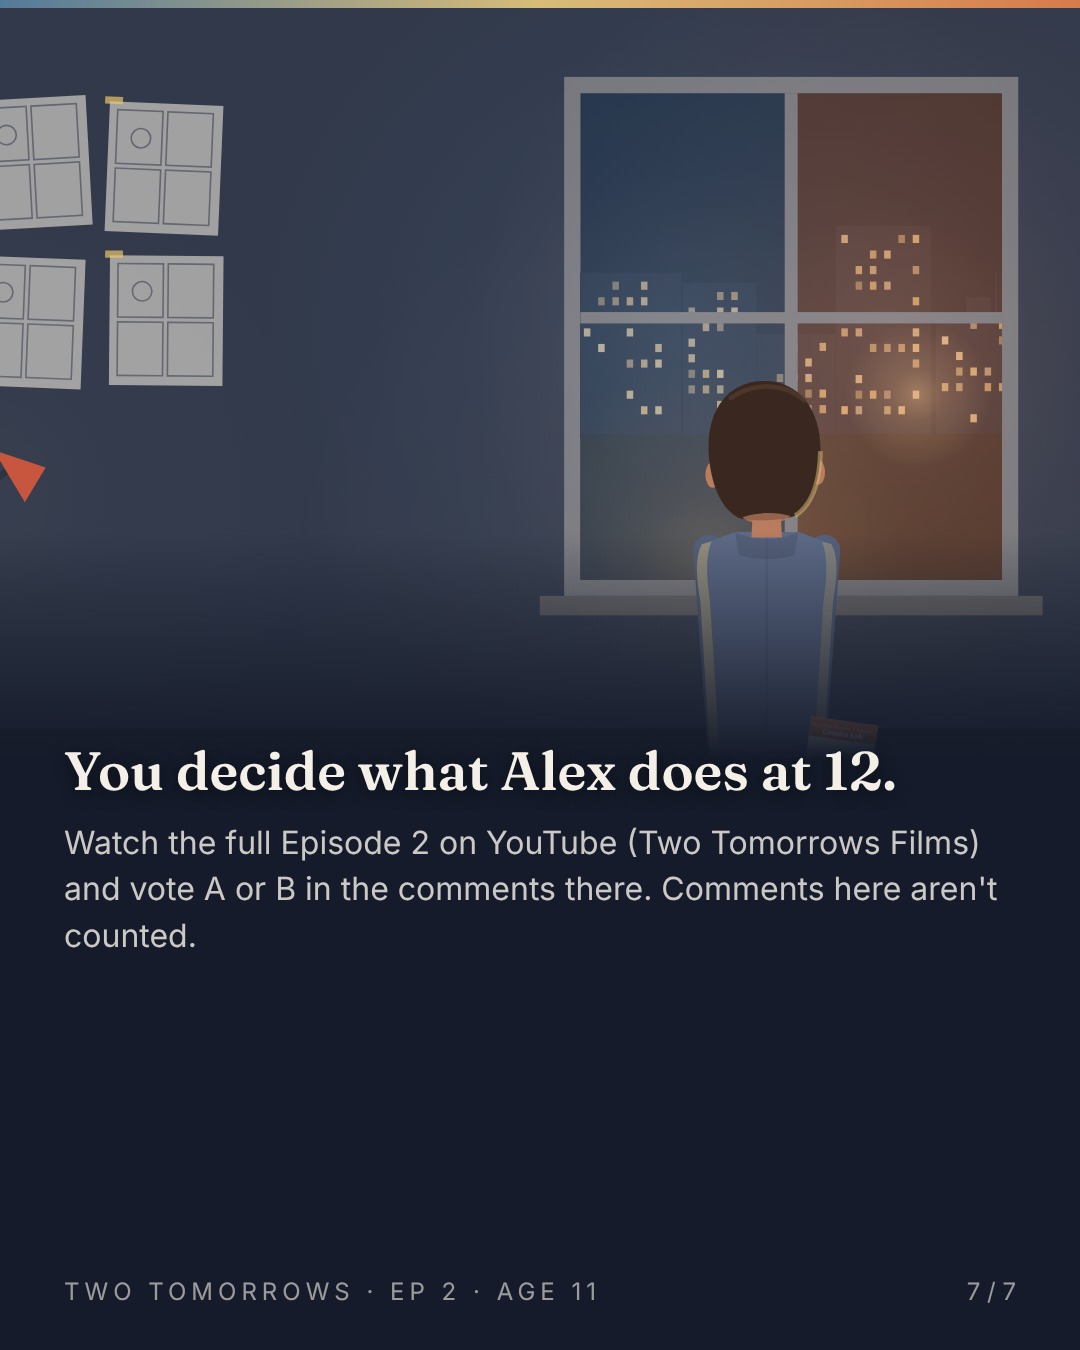 You decide what Alex does at 12.
Watch the full Episode 2 on YouTube (Two Tomorrows Films)
and vote A or B in the comments there. Comments here aren't
counted.
TWO TOMORROWS · EP 2 · AGE 11
7/7